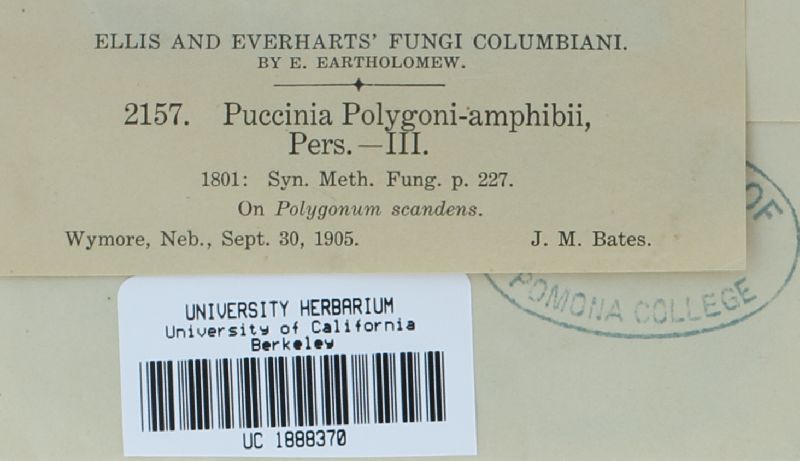 ELLIS AND EVERHARTS' FUNGI COLUMBIANI.
BY E. EARTHOLOMEW.
2157. Puccinia Polygoni-amphibii,
Pers.—III.
1801: Syn. Meth. Fung. p. 227.
On Polygonum scandens.
Wymore, Neb., Sept. 30, 1905. J. M. Bates.
OF
POMONA COLLEGE
UNIVERSITY HERBARIUM
University of California
Berkeley
UC 1888370